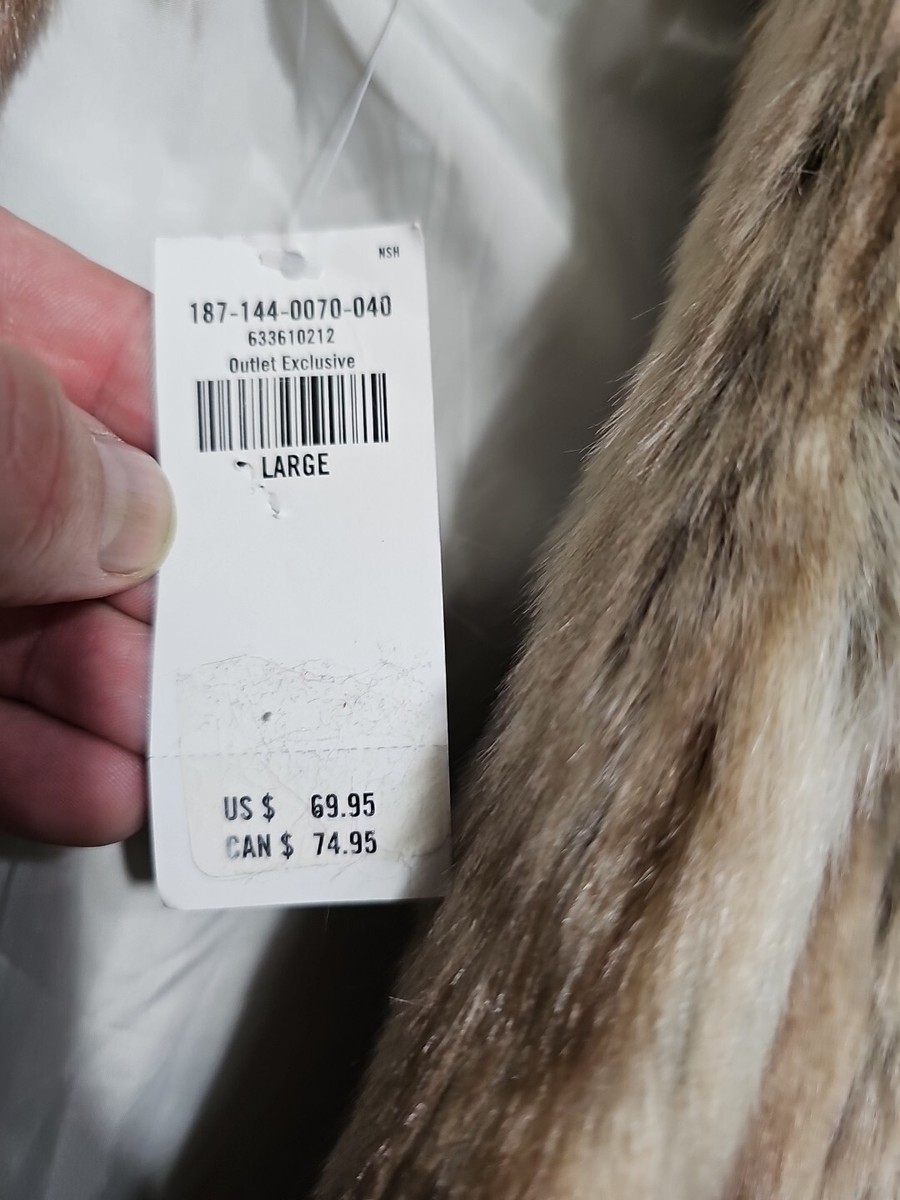 NSH
187-144-0070-040
633610212
Outlet Exclusive
LARGE
US $ 69.95
CAN $ 74.95